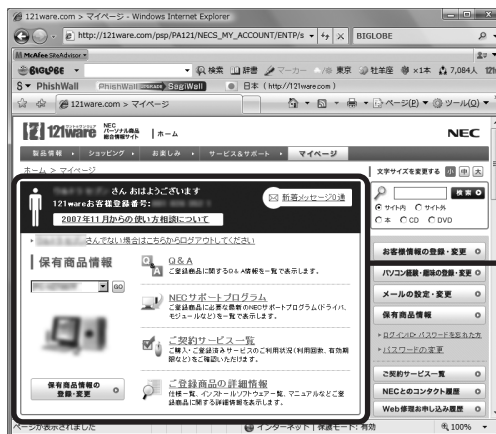 121ware.com > マイページ - Windows Internet Explorer
http://121ware.com/psp/PA121/NECS_MY_ACCOUNT/ENTP/s
BIGLOBE
McAfee SiteAdvisor
BIGLOBE
検索 辞書 マーカー /0 東京 牡羊座 ×1本 7,084人 121
PhishWall PhishWall SagiWall 日本 ( http://121ware.com )
121ware.com > マイページ
ページ(P) ツール(O)
121ware NEC パーソナル商品総合情報サイト ホーム
NEC
製品情報 ショッピング お楽しみ サービス&サポート マイページ
ホーム > マイページ
文字サイズを変更する 小 中 大
さん おはようございます
121wareお客様登録番号:
新着メッセージ0通
2007年11月からの使い方相談について
さんでない場合はこちらからログアウトしてください
保有商品情報
GO
保有商品情報の
登録・変更
Q & A
ご登録商品に関するQ&A情報を一覧で表示します。
NECサポートプログラム
ご登録商品に必要な最新のNECサポートプログラム(ドライバ、
モジュールなど)を一覧で表示します。
ご契約サービス一覧
ご購入・ご登録済みサービスのご利用状況(利用回数、有効期
限など)をご確認いただけます。
ご登録商品の詳細情報
仕様一覧、インストールソフトウェア一覧、マニュアルなどご登
録商品に関する詳細情報を表示します。
検索
サイト内 サイト外
本 CD DVD
お客様情報の登録・変更
パソコン経験・趣味の登録・変更
メールの設定・変更
保有商品情報
ログインID・パスワードを忘れた方
パスワードの変更
ご契約サービス一覧
NECとのコンタクト履歴
Web修理お申し込み履歴
ページが表示されました
インターネット | 保護モード: 有効
100%